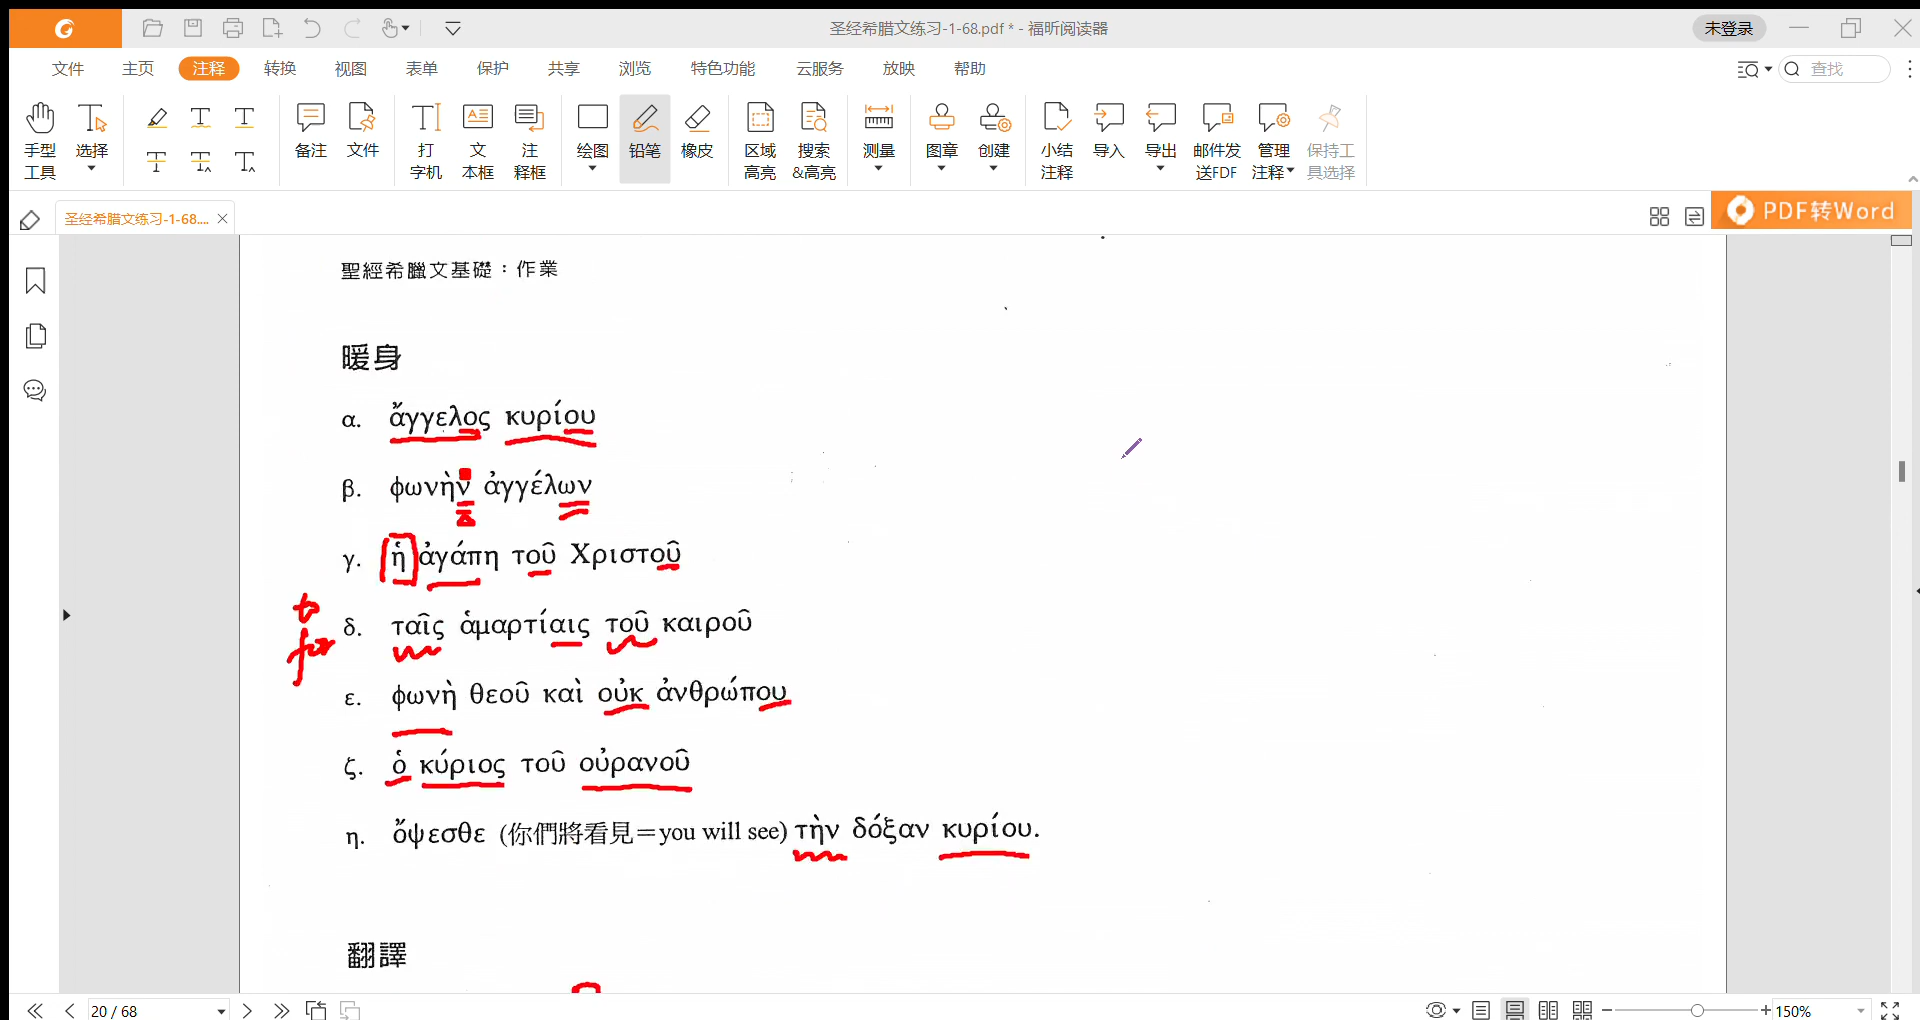 圣经希腊文练习-1-68.pdf * - 福昕阅读器
未登录
文件 主页 注释 转换 视图 表单 保护 共享 浏览 特色功能 云服务 放映 帮助
查找
手型工具 选择 备注 文件 打字机 文本框 注释框 绘图 铅笔 橡皮 区域高亮 搜索&高亮 测量 图章 创建 小结注释 导入 导出 邮件发送FDF 管理注释 保持工具选择
圣经希腊文练习-1-68....
PDF转Word
聖經希臘文基礎：作業
暖身
α. ἄγγελος κυρίου
β. φωνὴν ἀγγέλων
γ. ἡ ἀγάπη τοῦ Χριστοῦ
to
for
δ. ταῖς ἁμαρτίαις τοῦ καιροῦ
ε. φωνὴ θεοῦ καὶ οὐκ ἀνθρώπου
ζ. ὁ κύριος τοῦ οὐρανοῦ
η. ὄψεσθε (你們將看見＝you will see) τὴν δόξαν κυρίου.
翻譯
20 / 68
150%